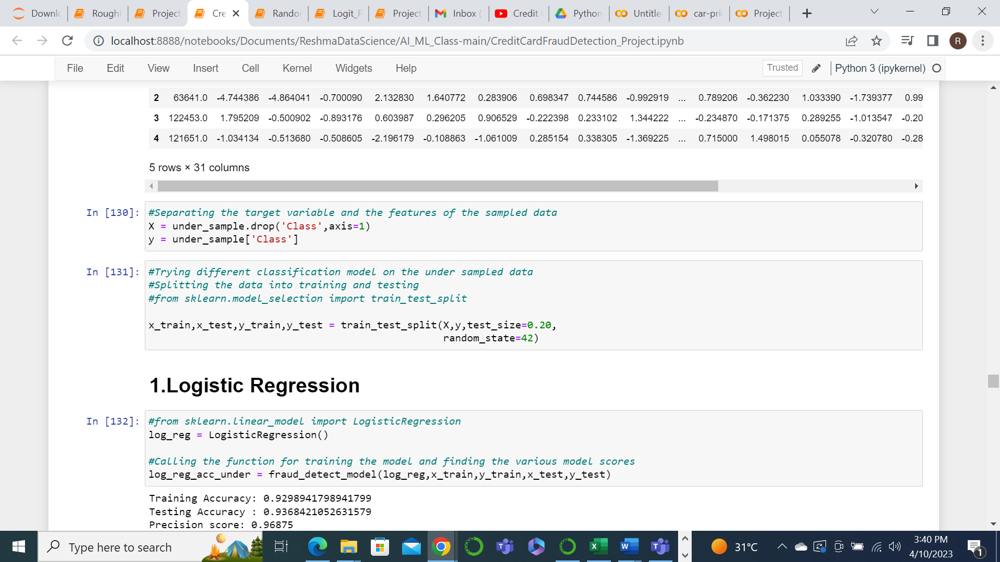 Downlo
Roughl
Project
Cre
Randor
Logit_R
Project
Inbox (
Credit
Python
Untitle
car-pri
Project
localhost:8888/notebooks/Documents/ReshmaDataScience/AI_ML_Class-main/CreditCardFraudDetection_Project.ipynb
R
File Edit View Insert Cell Kernel Widgets Help
Trusted
Python 3 (ipykernel)
2 63641.0 -4.744386 -4.864041 -0.700090 2.132830 1.640772 0.283906 0.698347 0.744586 -0.992919 ... 0.789206 -0.362230 1.033390 -1.739377 0.99
3 122453.0 1.795209 -0.500902 -0.893176 0.603987 0.296205 0.906529 -0.222398 0.233102 1.344222 ... -0.234870 -0.171375 0.289255 -1.013547 -0.20
4 121651.0 -1.034134 -0.513680 -0.508605 -2.196179 -0.108863 -1.061009 0.285154 0.338305 -1.369225 ... 0.715000 1.498015 0.055078 -0.320780 -0.28
5 rows × 31 columns
In [130]:
#Separating the target variable and the features of the sampled data
X = under_sample.drop('Class',axis=1)
y = under_sample['Class']
In [131]:
#Trying different classification model on the under sampled data
#Splitting the data into training and testing
#from sklearn.model_selection import train_test_split
x_train,x_test,y_train,y_test = train_test_split(X,y,test_size=0.20,
random_state=42)
1.Logistic Regression
In [132]:
#from sklearn.linear_model import LogisticRegression
log_reg = LogisticRegression()
#Calling the function for training the model and finding the various model scores
log_reg_acc_under = fraud_detect_model(log_reg,x_train,y_train,x_test,y_test)
Training Accuracy: 0.9298941798941799
Testing Accuracy : 0.9368421052631579
Precision score: 0.96875
Type here to search
31°C
3:40 PM
4/10/2023
1